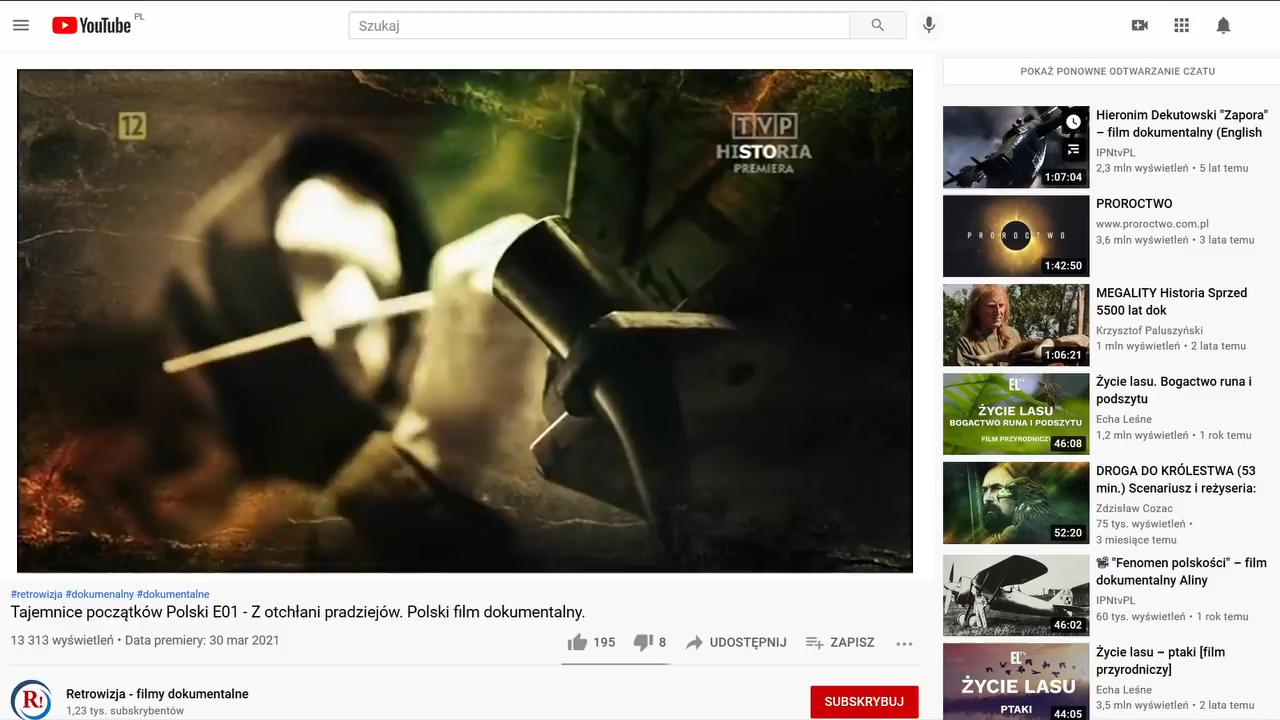 YouTube PL
Szukaj
12
TVP
HISTORIA
PREMIERA
#retrowizja #dokumenalny #dokumentalne
Tajemnice początków Polski E01 - Z otchłani pradziejów. Polski film dokumentalny.
13 313 wyświetleń • Data premiery: 30 mar 2021
195
8
UDOSTĘPNIJ
ZAPISZ
R!
Retrowizja - filmy dokumentalne
1,23 tys. subskrybentów
SUBSKRYBUJ
POKAŻ PONOWNE ODTWARZANIE CZATU
1:07:04
Hieronim Dekutowski "Zapora"
– film dokumentalny (English
IPNtvPL
2,3 mln wyświetleń • 5 lat temu
PROROCTWO
1:42:50
PROROCTWO
www.proroctwo.com.pl
3,6 mln wyświetleń • 3 lata temu
1:06:21
MEGALITY Historia Sprzed
5500 lat dok
Krzysztof Paluszyński
1 mln wyświetleń • 2 lata temu
EL TV
ŻYCIE LASU
BOGACTWO RUNA I PODSZYTU
FILM PRZYRODNICZY
46:08
Życie lasu. Bogactwo runa i
podszytu
Echa Leśne
1,2 mln wyświetleń • 1 rok temu
52:20
DROGA DO KRÓLESTWA (53
min.) Scenariusz i reżyseria:
Zdzisław Cozac
75 tys. wyświetleń •
3 miesiące temu
46:02
"Fenomen polskości" – film
dokumentalny Aliny
IPNtvPL
60 tys. wyświetleń • 1 rok temu
EL TV
ŻYCIE LASU
PTAKI
44:05
Życie lasu – ptaki [film
przyrodniczy]
Echa Leśne
3,5 mln wyświetleń • 2 lata temu